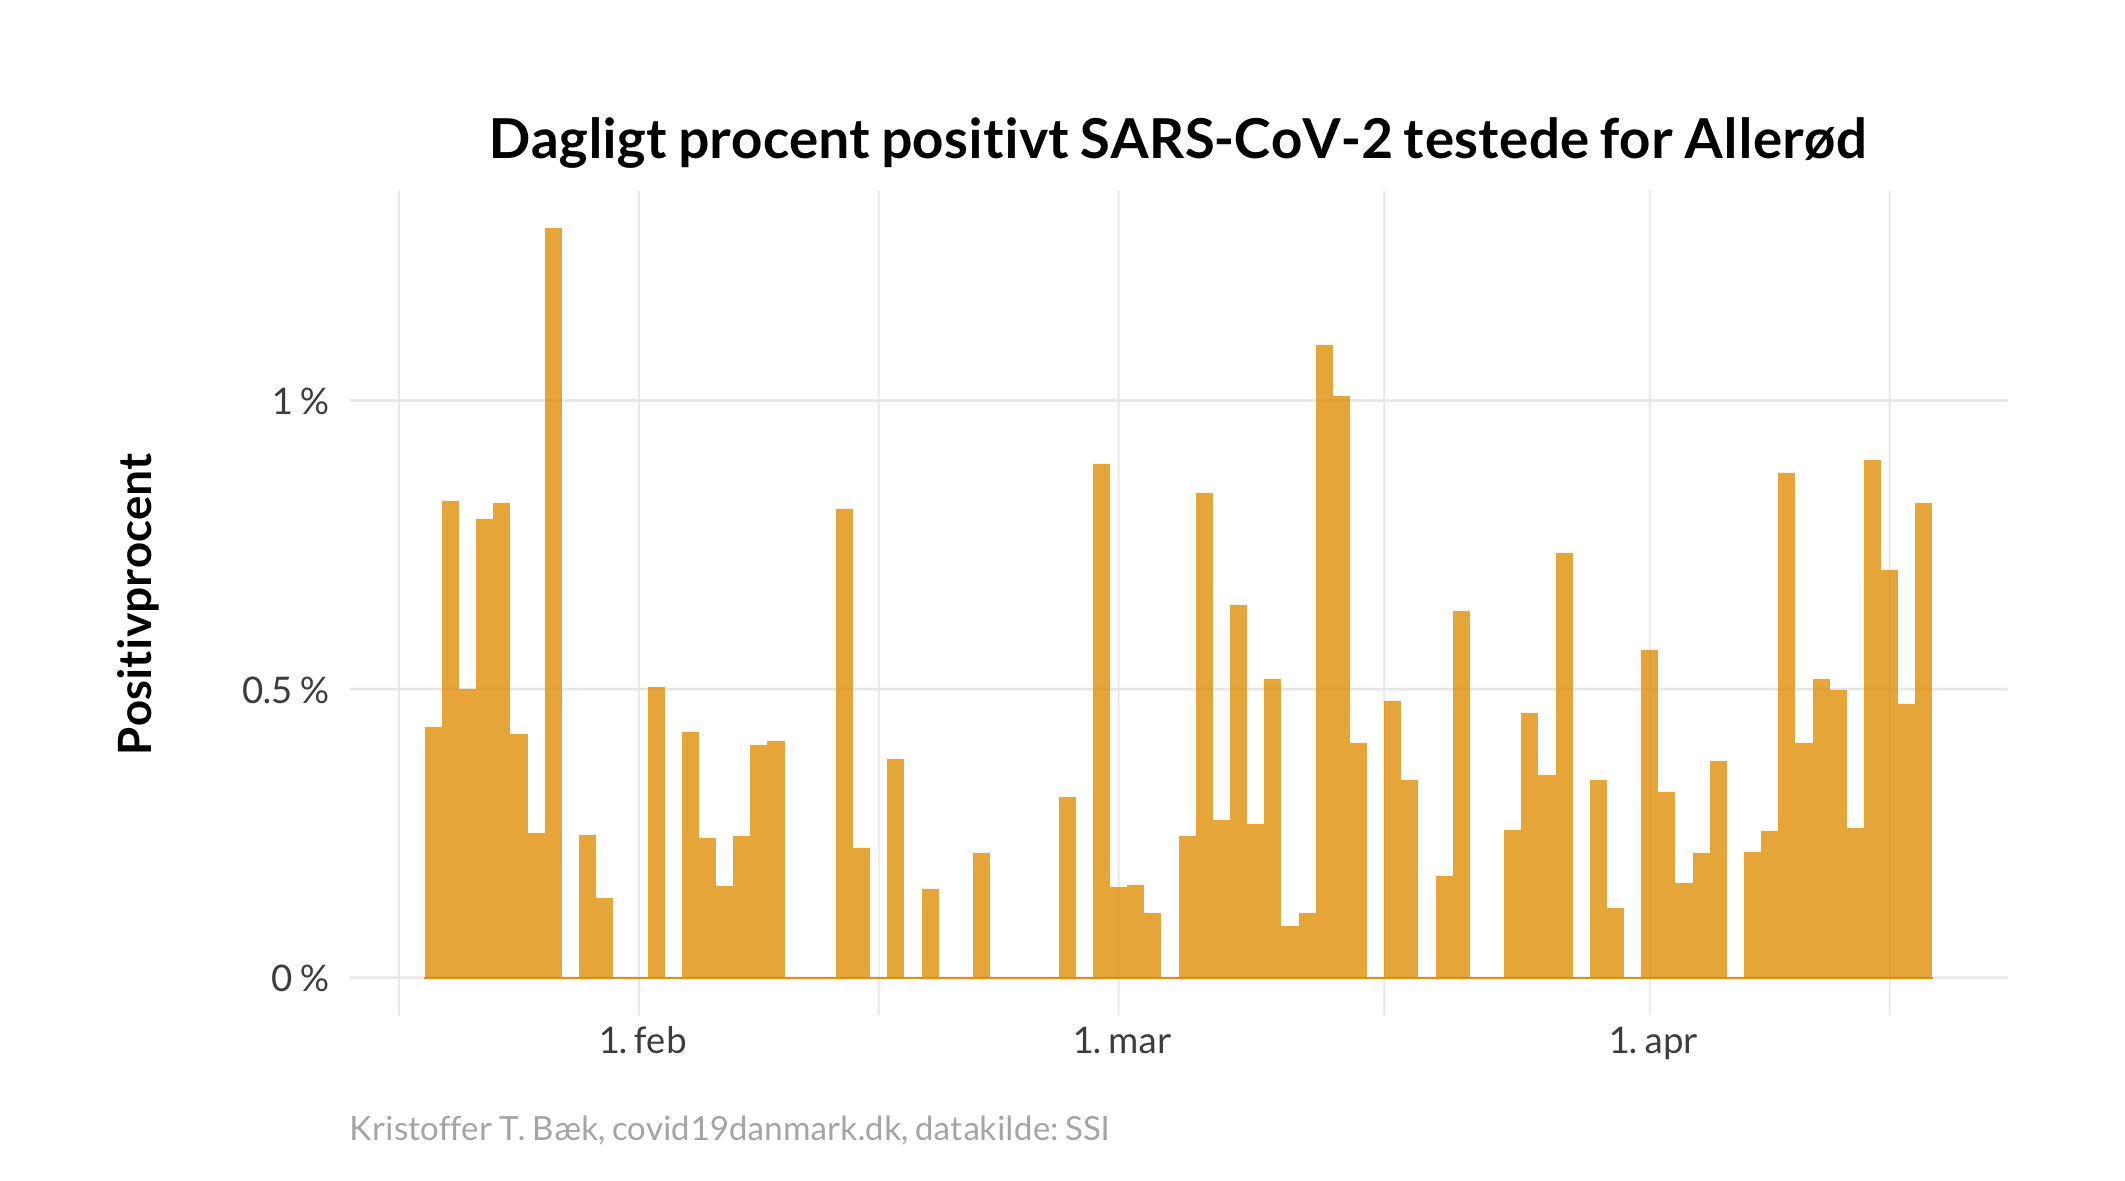 Dagligt procent positivt SARS-CoV-2 testede for Allerød
Positivprocent
1 %
0.5 %
0 %
1. feb
1. mar
1. apr
Kristoffer T. Bæk, covid19danmark.dk, datakilde: SSI